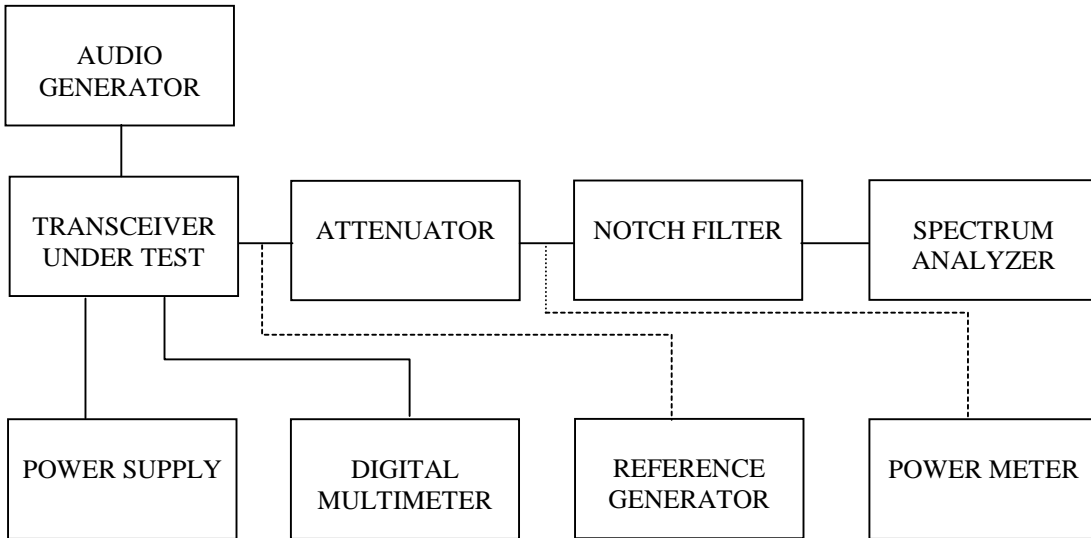 AUDIO
GENERATOR
TRANSCEIVER
UNDER TEST
ATTENUATOR
NOTCH FILTER
SPECTRUM
ANALYZER
POWER SUPPLY
DIGITAL
MULTIMETER
REFERENCE
GENERATOR
POWER METER